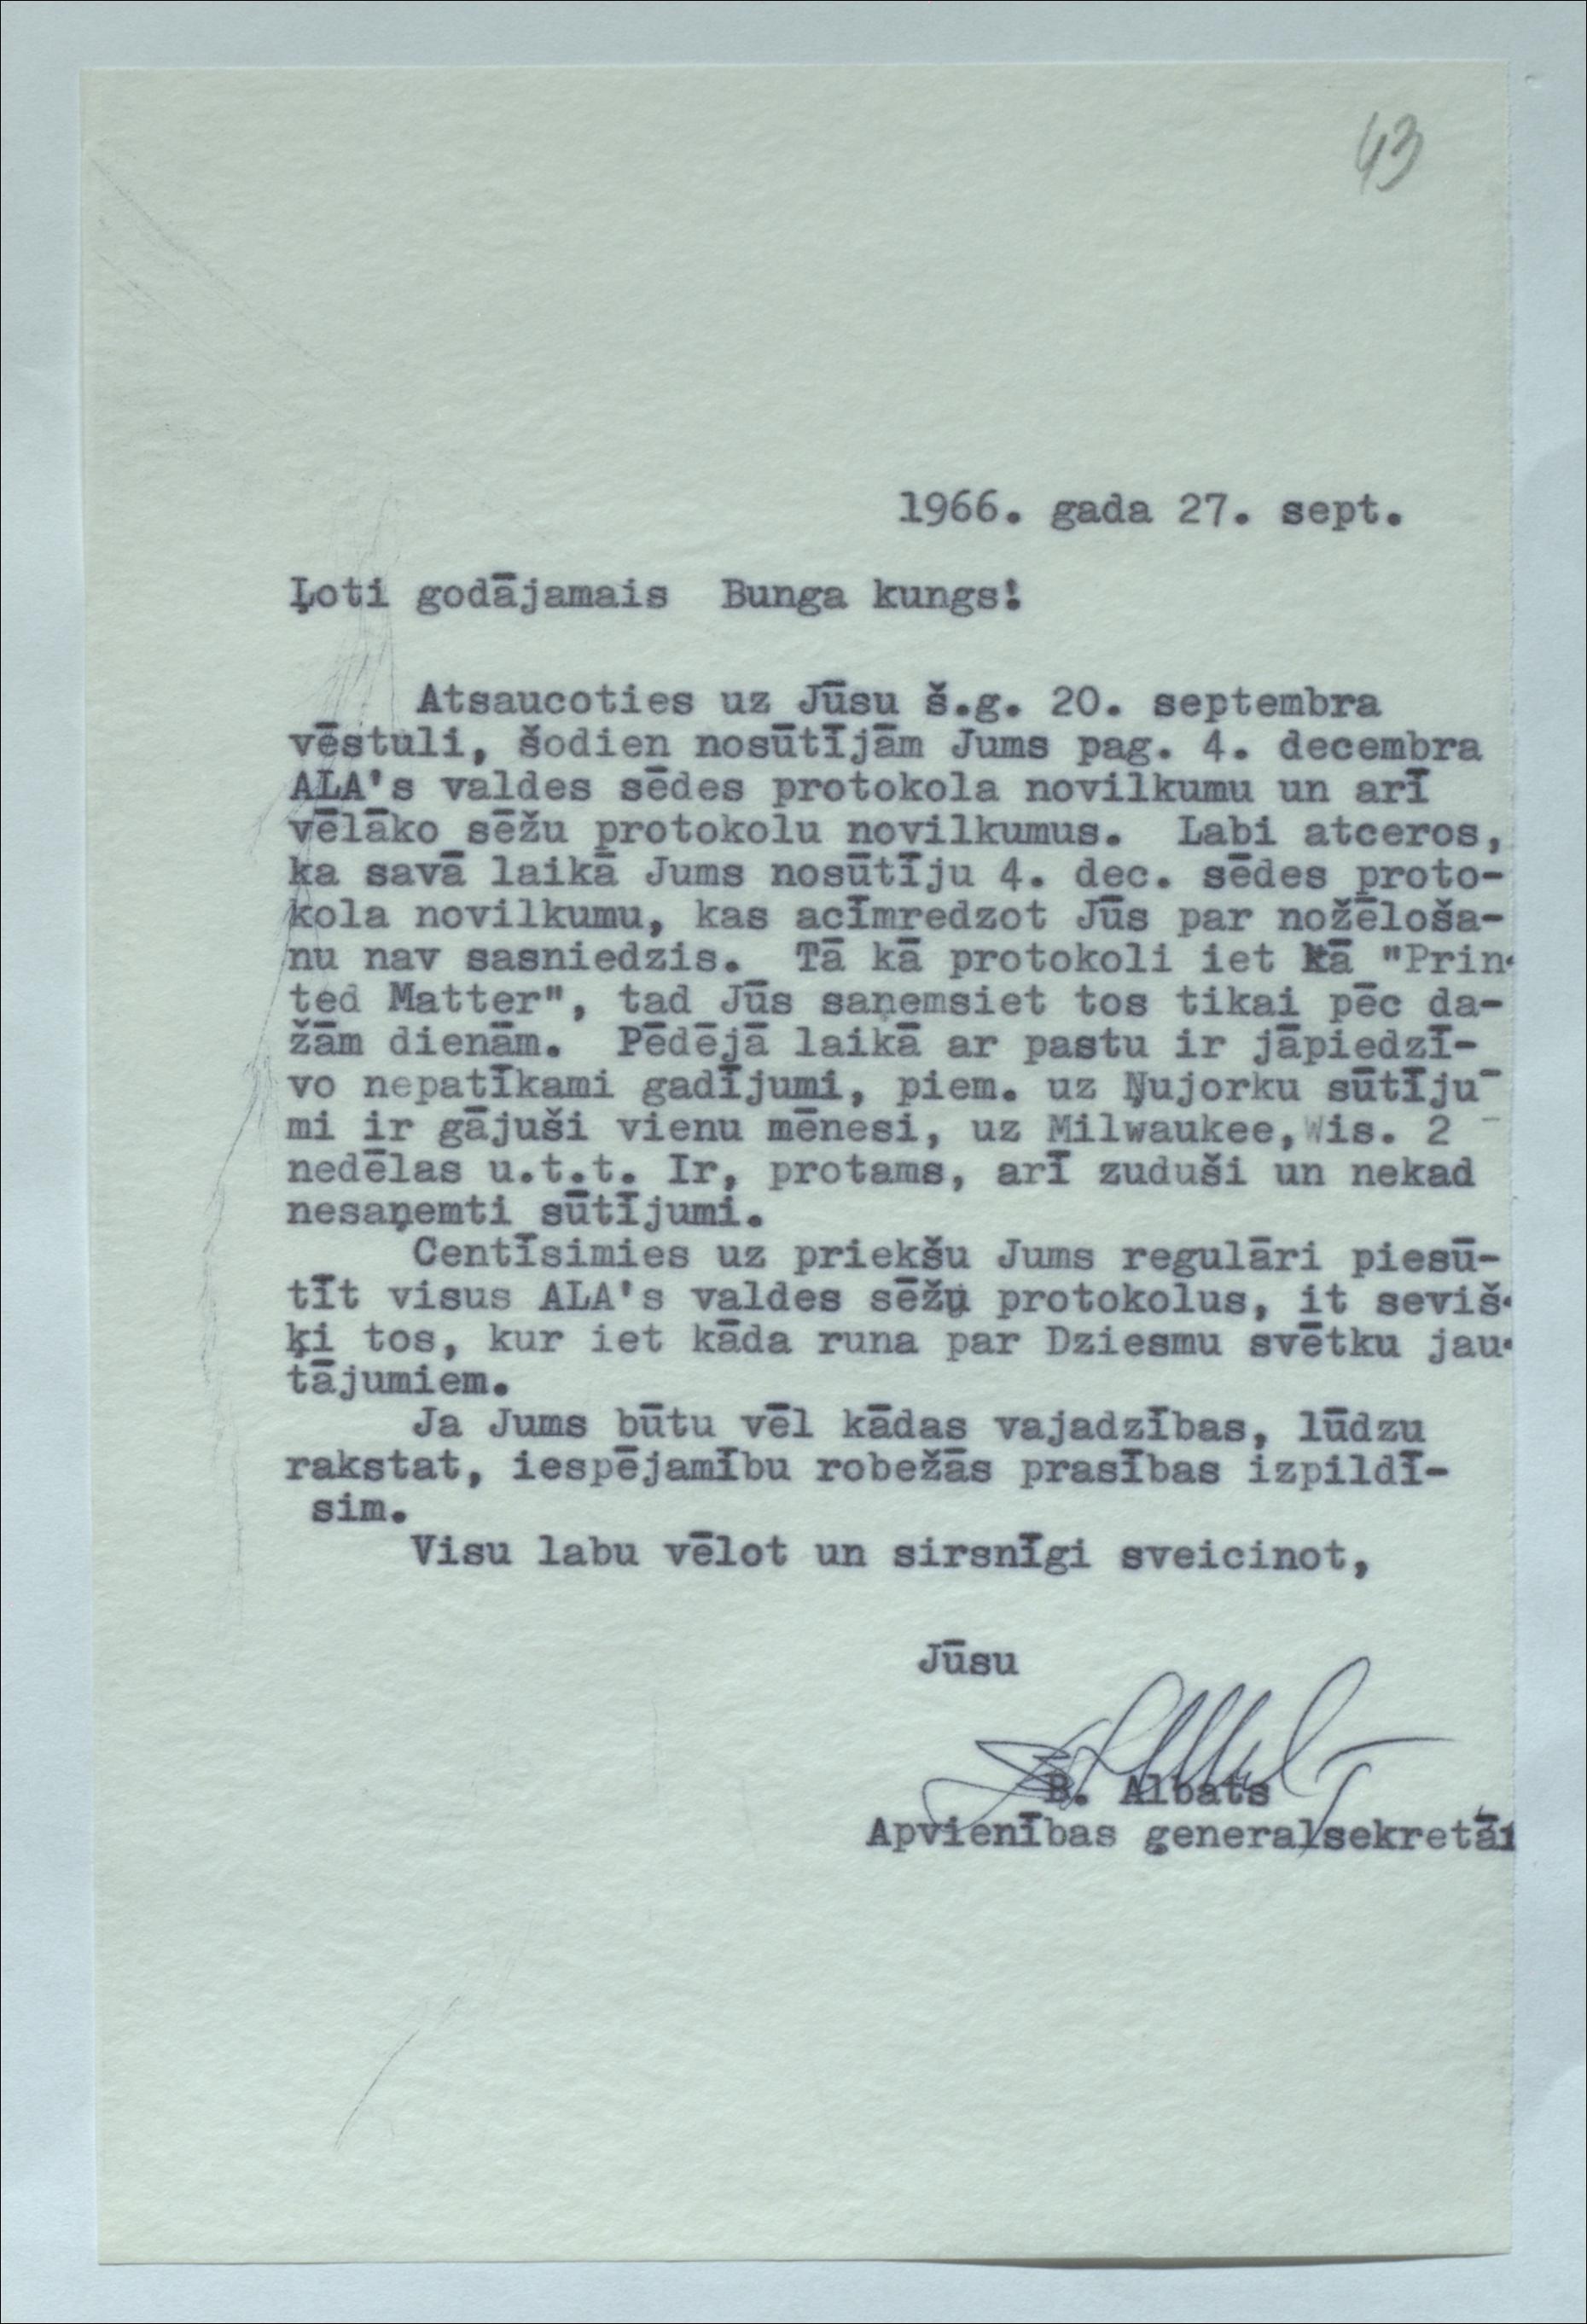 43
1966. gada 27. sept.
Ļoti godājamais Bunga kungs!
Atsaucoties uz Jūsu š.g. 20. septembra
vēstuli, šodien nosūtījām Jums pag. 4. decembra
ALA's valdes sēdes protokola novilkumu un arī
vēlāko sēžu protokolu novilkumus. Labi atceros,
ka savā laikā Jums nosūtīju 4. dec. sēdes proto-
kola novilkumu, kas acīmredzot Jūs par nožēloša-
nu nav sasniedzis. Tā kā protokoli iet kā "Prin-
ted Matter", tad Jūs saņemsiet tos tikai pēc da-
žām dienām. Pēdējā laikā ar pastu ir jāpiedzī-
vo nepatīkami gadījumi, piem. uz Ņujorku sūtīju-
mi ir gājuši vienu mēnesi, uz Milwaukee,Wis. 2 -
nedēlas u.t.t. Ir, protams, arī zuduši un nekad
nesaņemti sūtījumi.
Centīsimies uz priekšu Jums regulāri piesū-
tīt visus ALA's valdes sēžu protokolus, it seviš-
ķi tos, kur iet kāda runa par Dziesmu svētku jau-
tājumiem.
Ja Jums būtu vēl kādas vajadzības, lūdzu
rakstat, iespējamību robežās prasības izpildī-
sim.
Visu labu vēlot un sirsnīgi sveicinot,
Jūsu
B. Albats
Apvienības ģeneralsekretāi